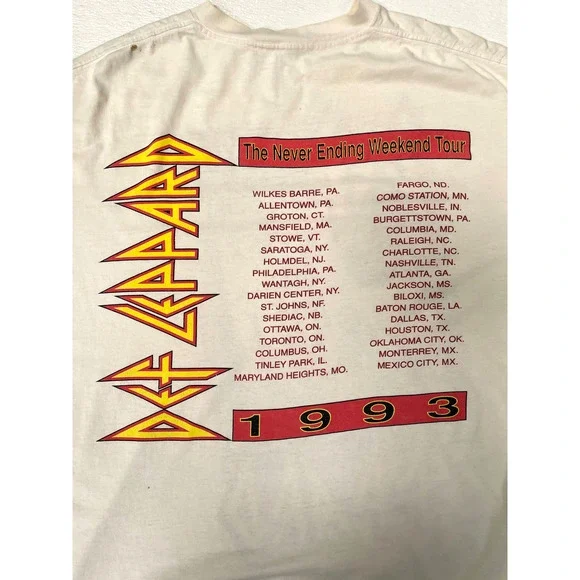 DEF LEPPARD
The Never Ending Weekend Tour
WILKES BARRE, PA.
ALLENTOWN, PA.
GROTON, CT.
MANSFIELD, MA.
STOWE, VT.
SARATOGA, NY.
HOLMDEL, NJ.
PHILADELPHIA, PA.
WANTAGH, NY.
DARIEN CENTER, NY.
ST. JOHNS, NF.
SHEDIAC, NB.
OTTAWA, ON.
TORONTO, ON.
COLUMBUS, OH.
TINLEY PARK, IL.
MARYLAND HEIGHTS, MO.
FARGO, ND.
COMO STATION, MN.
NOBLESVILLE, IN.
BURGETTSTOWN, PA.
COLUMBIA, MD.
RALEIGH, NC.
CHARLOTTE, NC.
NASHVILLE, TN.
ATLANTA, GA.
JACKSON, MS.
BILOXI, MS.
BATON ROUGE, LA.
DALLAS, TX.
HOUSTON, TX.
OKLAHOMA CITY, OK.
MONTERREY, MX.
MEXICO CITY, MX.
1993